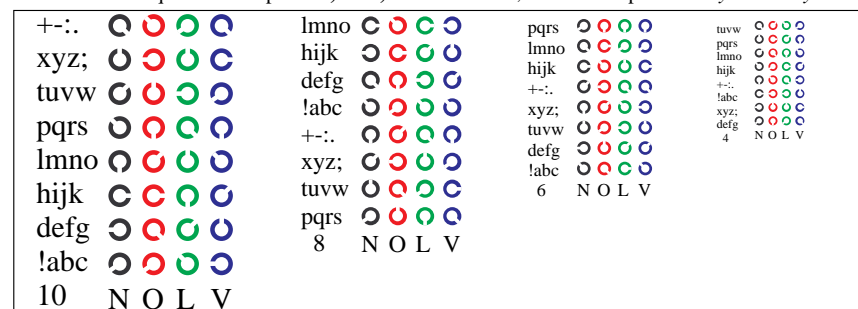 +-:.
xyz;
tuvw
pqrs
lmno
hijk
defg
!abc
10 N O L V
lmno
hijk
defg
!abc
+-:.
xyz;
tuvw
pqrs
8 N O L V
pqrs
lmno
hijk
+-:.
xyz;
tuvw
defg
!abc
6 N O L V
tuvw
pqrs
lmno
hijk
+-:.
!abc
xyz;
defg
4 N O L V